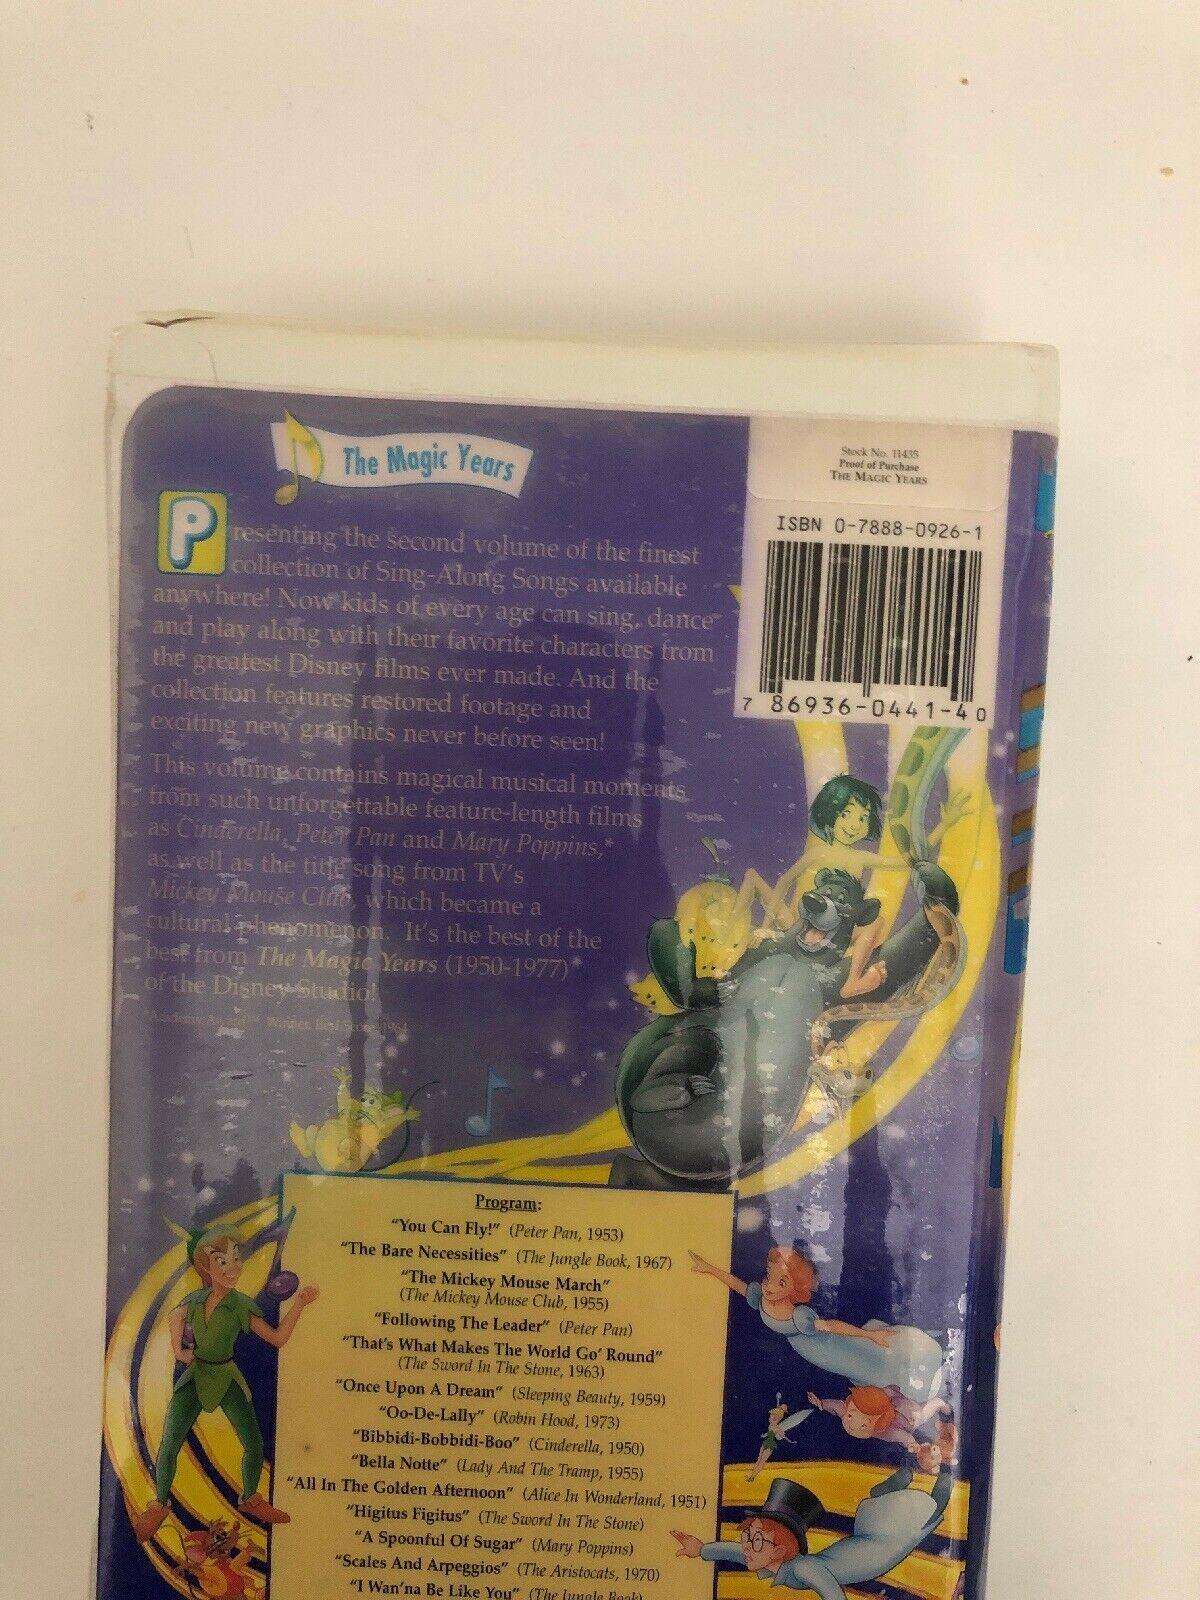 The Magic Years
Stock No. 11435
Proof of Purchase
THE MAGIC YEARS
ISBN 0-7888-0926-1
7 86936-0441-4 0
Presenting the second volume of the finest
collection of Sing-Along Songs available
anywhere! Now kids of every age can sing, dance
and play along with their favorite characters from
the greatest Disney films ever made. And the
collection features restored footage and
exciting new graphics never before seen!
This volume contains magical musical moments
from such unforgettable feature-length films
as Cinderella, Peter Pan and Mary Poppins,*
as well as the title song from TV's
Mickey Mouse Club, which became a
cultural phenomenon. It's the best of the
best from The Magic Years (1950-1977)
of the Disney Studio!
*Academy Award® Winner, Best Song, 1964
Program:
"You Can Fly!" (Peter Pan, 1953)
"The Bare Necessities" (The Jungle Book, 1967)
"The Mickey Mouse March"
(The Mickey Mouse Club, 1955)
"Following The Leader" (Peter Pan)
"That's What Makes The World Go' Round"
(The Sword In The Stone, 1963)
"Once Upon A Dream" (Sleeping Beauty, 1959)
"Oo-De-Lally" (Robin Hood, 1973)
"Bibbidi-Bobbidi-Boo" (Cinderella, 1950)
"Bella Notte" (Lady And The Tramp, 1955)
"All In The Golden Afternoon" (Alice In Wonderland, 1951)
"Higitus Figitus" (The Sword In The Stone)
"A Spoonful Of Sugar" (Mary Poppins)
"Scales And Arpeggios" (The Aristocats, 1970)
"I Wan'na Be Like You" (The Jungle Book)